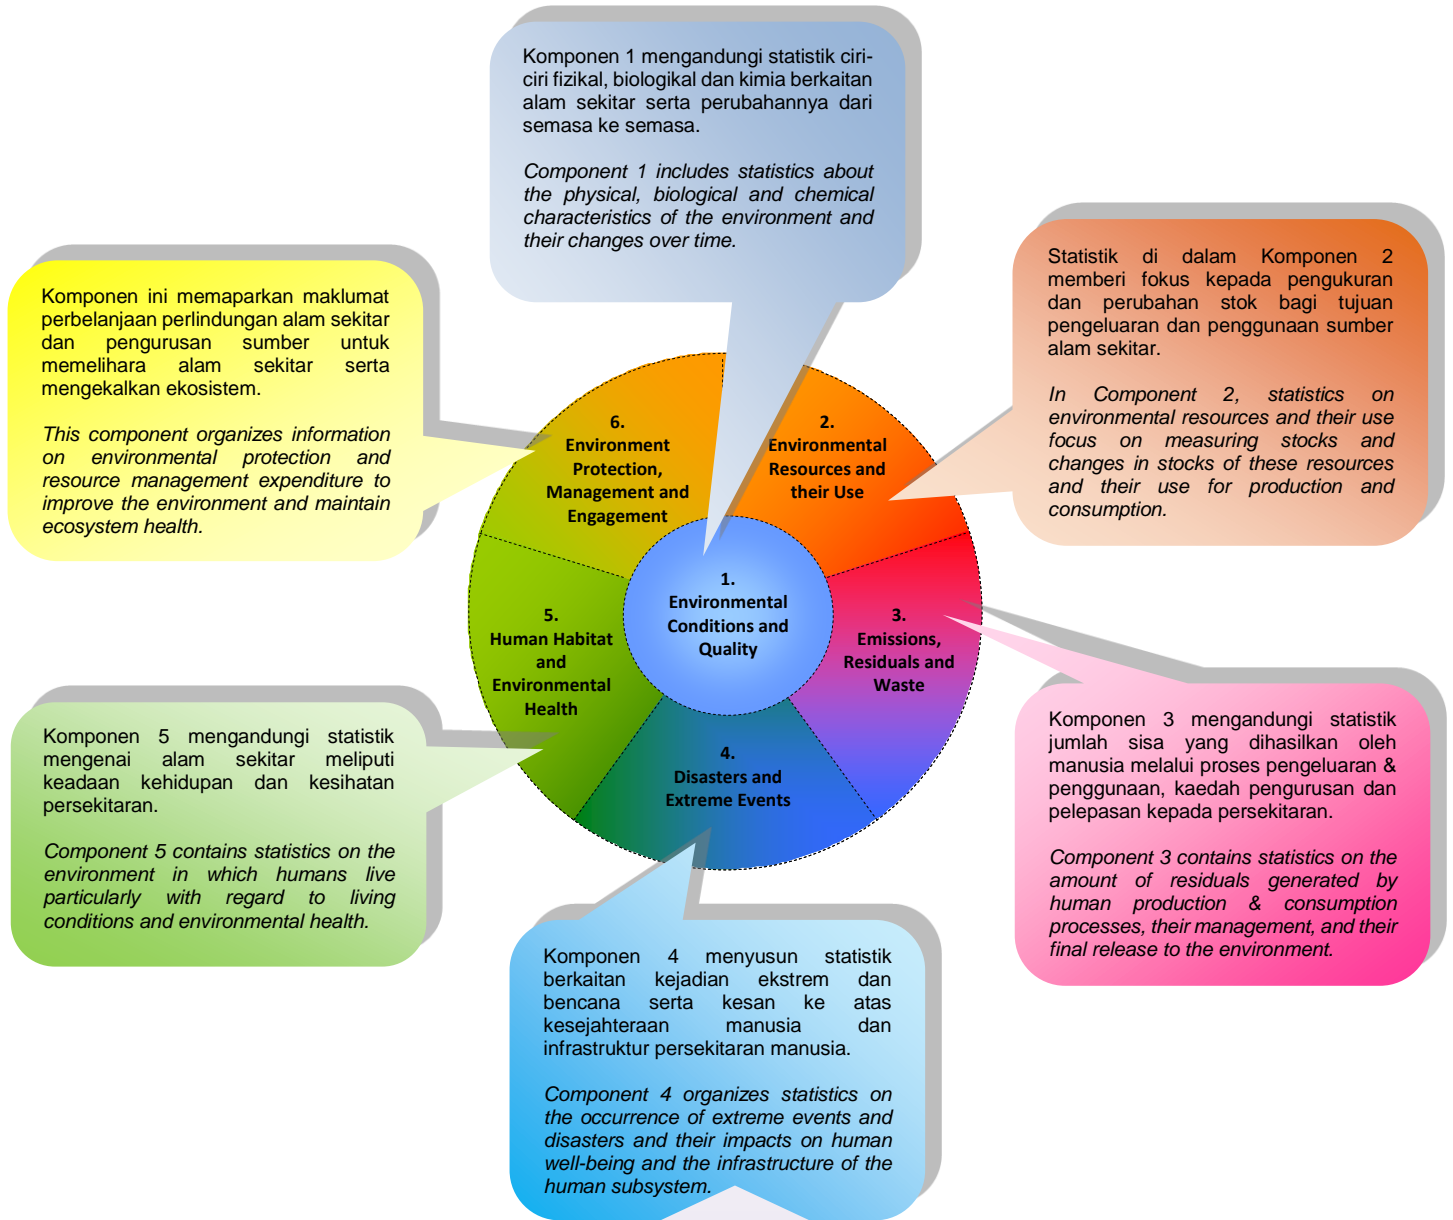 Komponen 1 mengandungi statistik ciri-
ciri fizikal, biologikal dan kimia berkaitan
alam sekitar serta perubahannya dari
semasa ke semasa.
Component 1 includes statistics about
the physical, biological and chemical
characteristics of the environment and
their changes over time.
Statistik di dalam Komponen 2
memberi fokus kepada pengukuran
dan perubahan stok bagi tujuan
pengeluaran dan penggunaan sumber
alam sekitar.
In Component 2, statistics on
environmental resources and their use
focus on measuring stocks and
changes in stocks of these resources
and their use for production and
consumption.
Komponen ini memaparkan maklumat
perbelanjaan perlindungan alam sekitar
dan pengurusan sumber untuk
memelihara alam sekitar serta
mengekalkan ekosistem.
This component organizes information
on environmental protection and
resource management expenditure to
improve the environment and maintain
ecosystem health.
6.
Environment
Protection,
Management and
Engagement
2.
Environmental
Resources and
their Use
1.
Environmental
Conditions and
Quality
5.
Human Habitat
and
Environmental
Health
3.
Emissions,
Residuals and
Waste
4.
Disasters and
Extreme Events
Komponen 5 mengandungi statistik
mengenai alam sekitar meliputi
keadaan kehidupan dan kesihatan
persekitaran.
Component 5 contains statistics on the
environment in which humans live
particularly with regard to living
conditions and environmental health.
Komponen 3 mengandungi statistik
jumlah sisa yang dihasilkan oleh
manusia melalui proses pengeluaran &
penggunaan, kaedah pengurusan dan
pelepasan kepada persekitaran.
Component 3 contains statistics on the
amount of residuals generated by
human production & consumption
processes, their management, and their
final release to the environment.
Komponen 4 menyusun statistik
berkaitan kejadian ekstrem dan
bencana serta kesan ke atas
kesejahteraan manusia dan
infrastruktur persekitaran manusia.
Component 4 organizes statistics on
the occurrence of extreme events and
disasters and their impacts on human
well-being and the infrastructure of the
human subsystem.